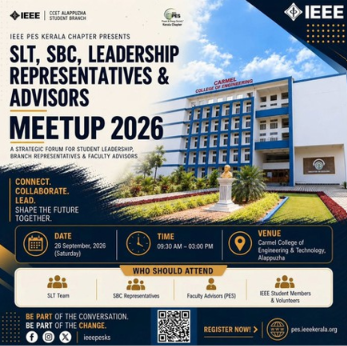 IEEE
CCET ALAPPUZHA
STUDENT BRANCH
PES
IEEE
IEEE PES KERALA CHAPTER PRESENTS
SLT, SBC, LEADERSHIP
REPRESENTATIVES &
ADVISORS
MEETUP 2026
A STRATEGIC FORUM FOR STUDENT LEADERSHIP,
BRANCH REPRESENTATIVES & FACULTY ADVISORS
CARMEL
COLLEGE OF ENGINEERING
CONNECT.
COLLABORATE.
LEAD.
SHAPE THE FUTURE
TOGETHER.
DATE
26 September, 2026
(Saturday)
TIME
09:30 AM – 03:00 PM
VENUE
Carmel College of
Engineering & Technology,
Alappuzha
WHO SHOULD ATTEND
SLT Team
SBC Representatives
Faculty Advisors (PES)
IEEE Student Members
& Volunteers
BE PART OF THE CONVERSATION.
BE PART OF THE CHANGE.
ieeepesks
REGISTER NOW!
pes.ieeekerala.org